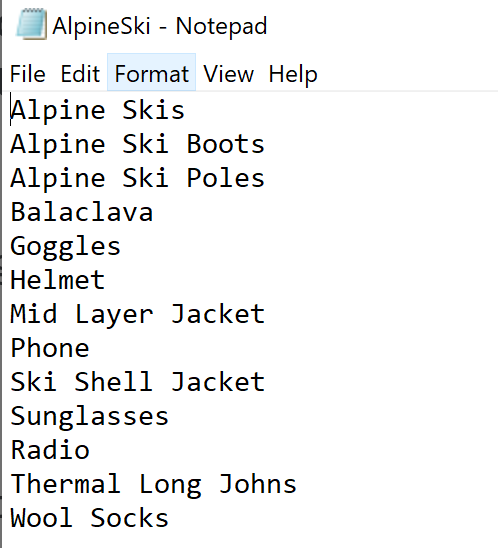 AlpineSki - Notepad
File Edit Format View Help
Alpine Skis
Alpine Ski Boots
Alpine Ski Poles
Balaclava
Goggles
Helmet
Mid Layer Jacket
Phone
Ski Shell Jacket
Sunglasses
Radio
Thermal Long Johns
Wool Socks